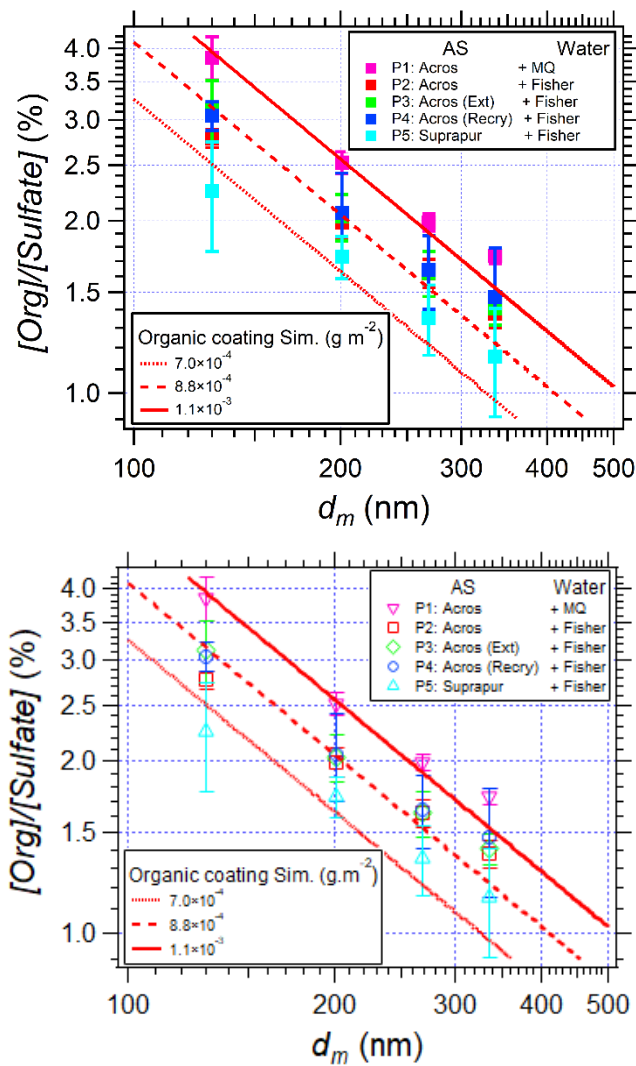 [Org]/[Sulfate] (%)
4.0
3.5
3.0
2.5
2.0
1.5
1.0
AS Water
P1: Acros + MQ
P2: Acros + Fisher
P3: Acros (Ext) + Fisher
P4: Acros (Recry) + Fisher
P5: Suprapur + Fisher
Organic coating Sim. (g m⁻²)
7.0×10⁻⁴
8.8×10⁻⁴
1.1×10⁻³
100 200 300 400 500
dₘ (nm)
[Org]/[Sulfate] (%)
4.0
3.5
3.0
2.5
2.0
1.5
1.0
AS Water
P1: Acros + MQ
P2: Acros + Fisher
P3: Acros (Ext) + Fisher
P4: Acros (Recry) + Fisher
P5: Suprapur + Fisher
Organic coating Sim. (g.m⁻²)
7.0×10⁻⁴
8.8×10⁻⁴
1.1×10⁻³
100 200 300 400 500
dₘ (nm)